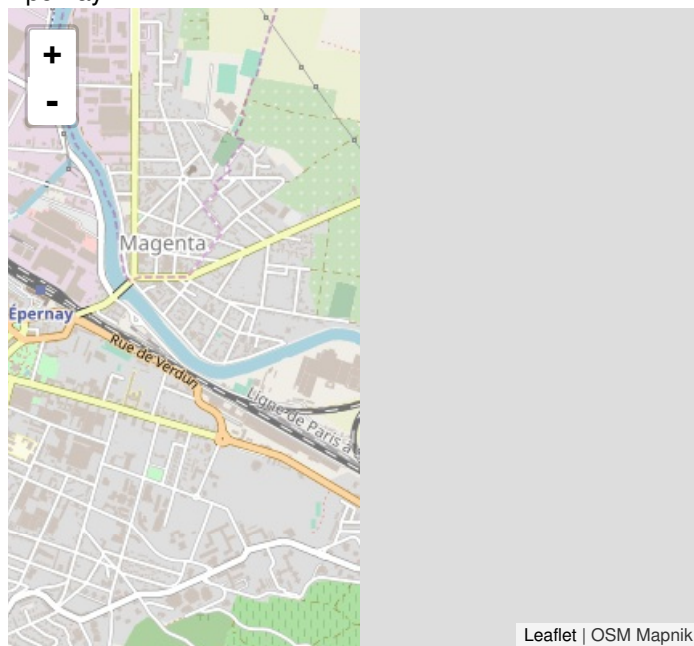 +
-
Magenta
Épernay
Rue de Verdun
Ligne de Paris à
Leaflet | OSM Mapnik